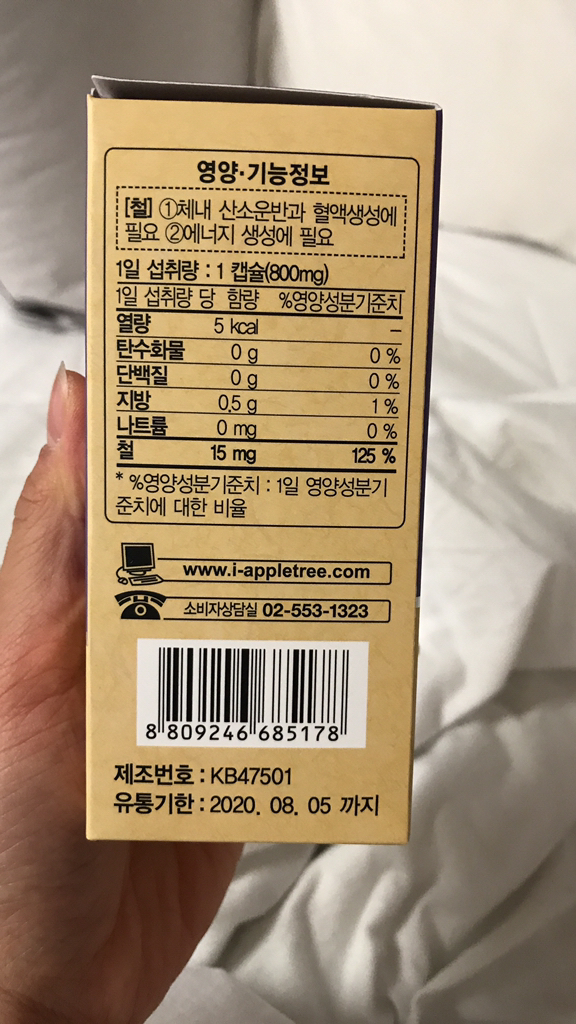 영양·기능정보
[철] ①체내 산소운반과 혈액생성에
필요 ②에너지 생성에 필요
1일 섭취량 : 1 캡슐(800mg)
1일 섭취량 당 함량 %영양성분기준치
열량 5 kcal –
탄수화물 0 g 0 %
단백질 0 g 0 %
지방 0.5 g 1 %
나트륨 0 mg 0 %
철 15 mg 125 %
* %영양성분기준치 : 1일 영양성분기
준치에 대한 비율
www.i-appletree.com
소비자상담실 02-553-1323
8 809246 685178
제조번호 : KB47501
유통기한 : 2020. 08. 05 까지